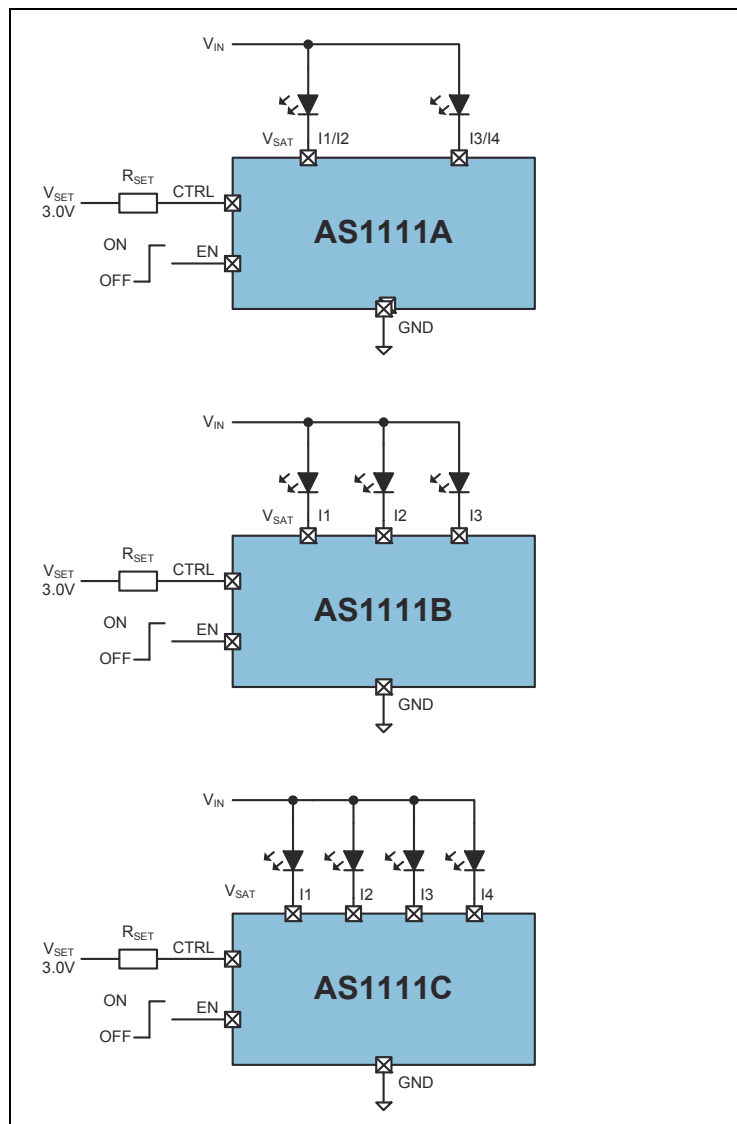 VIN
VSAT I1/I2 I3/I4
RSET
VSET CTRL
3.0V
AS1111A
ON
EN
OFF
GND
VIN
VSAT I1 I2 I3
RSET
VSET CTRL
3.0V
AS1111B
ON
EN
OFF
GND
VIN
VSAT I1 I2 I3 I4
RSET
VSET CTRL
3.0V
AS1111C
ON
EN
OFF
GND